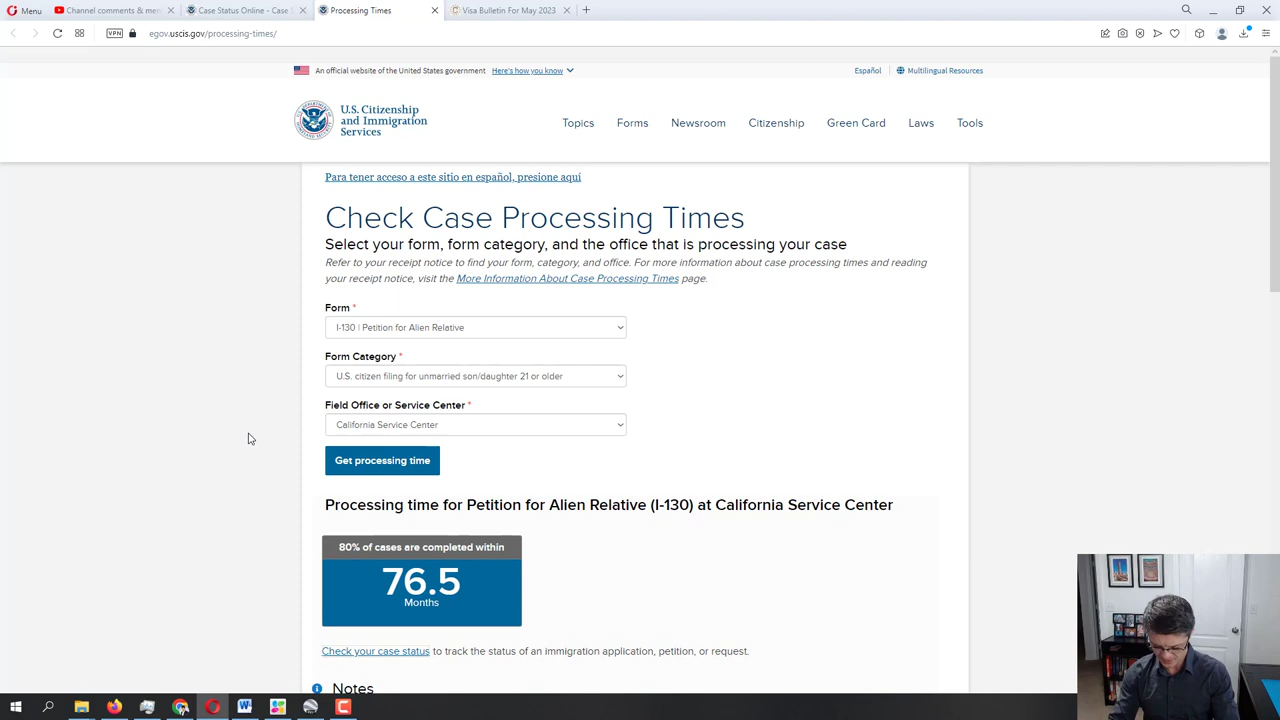 Menu
Channel comments & men
Case Status Online - Case S
Processing Times
Visa Bulletin For May 2023
VPN
egov.uscis.gov/processing-times/
An official website of the United States government Here's how you know
Español
Multilingual Resources
U.S. Citizenship
and Immigration
Services
Topics
Forms
Newsroom
Citizenship
Green Card
Laws
Tools
Para tener acceso a este sitio en español, presione aquí
Check Case Processing Times
Select your form, form category, and the office that is processing your case
Refer to your receipt notice to find your form, category, and office. For more information about case processing times and reading
your receipt notice, visit the More Information About Case Processing Times page.
Form *
I-130 | Petition for Alien Relative
Form Category *
U.S. citizen filing for unmarried son/daughter 21 or older
Field Office or Service Center *
California Service Center
Get processing time
Processing time for Petition for Alien Relative (I-130) at California Service Center
80% of cases are completed within
76.5
Months
Check your case status to track the status of an immigration application, petition, or request.
Notes